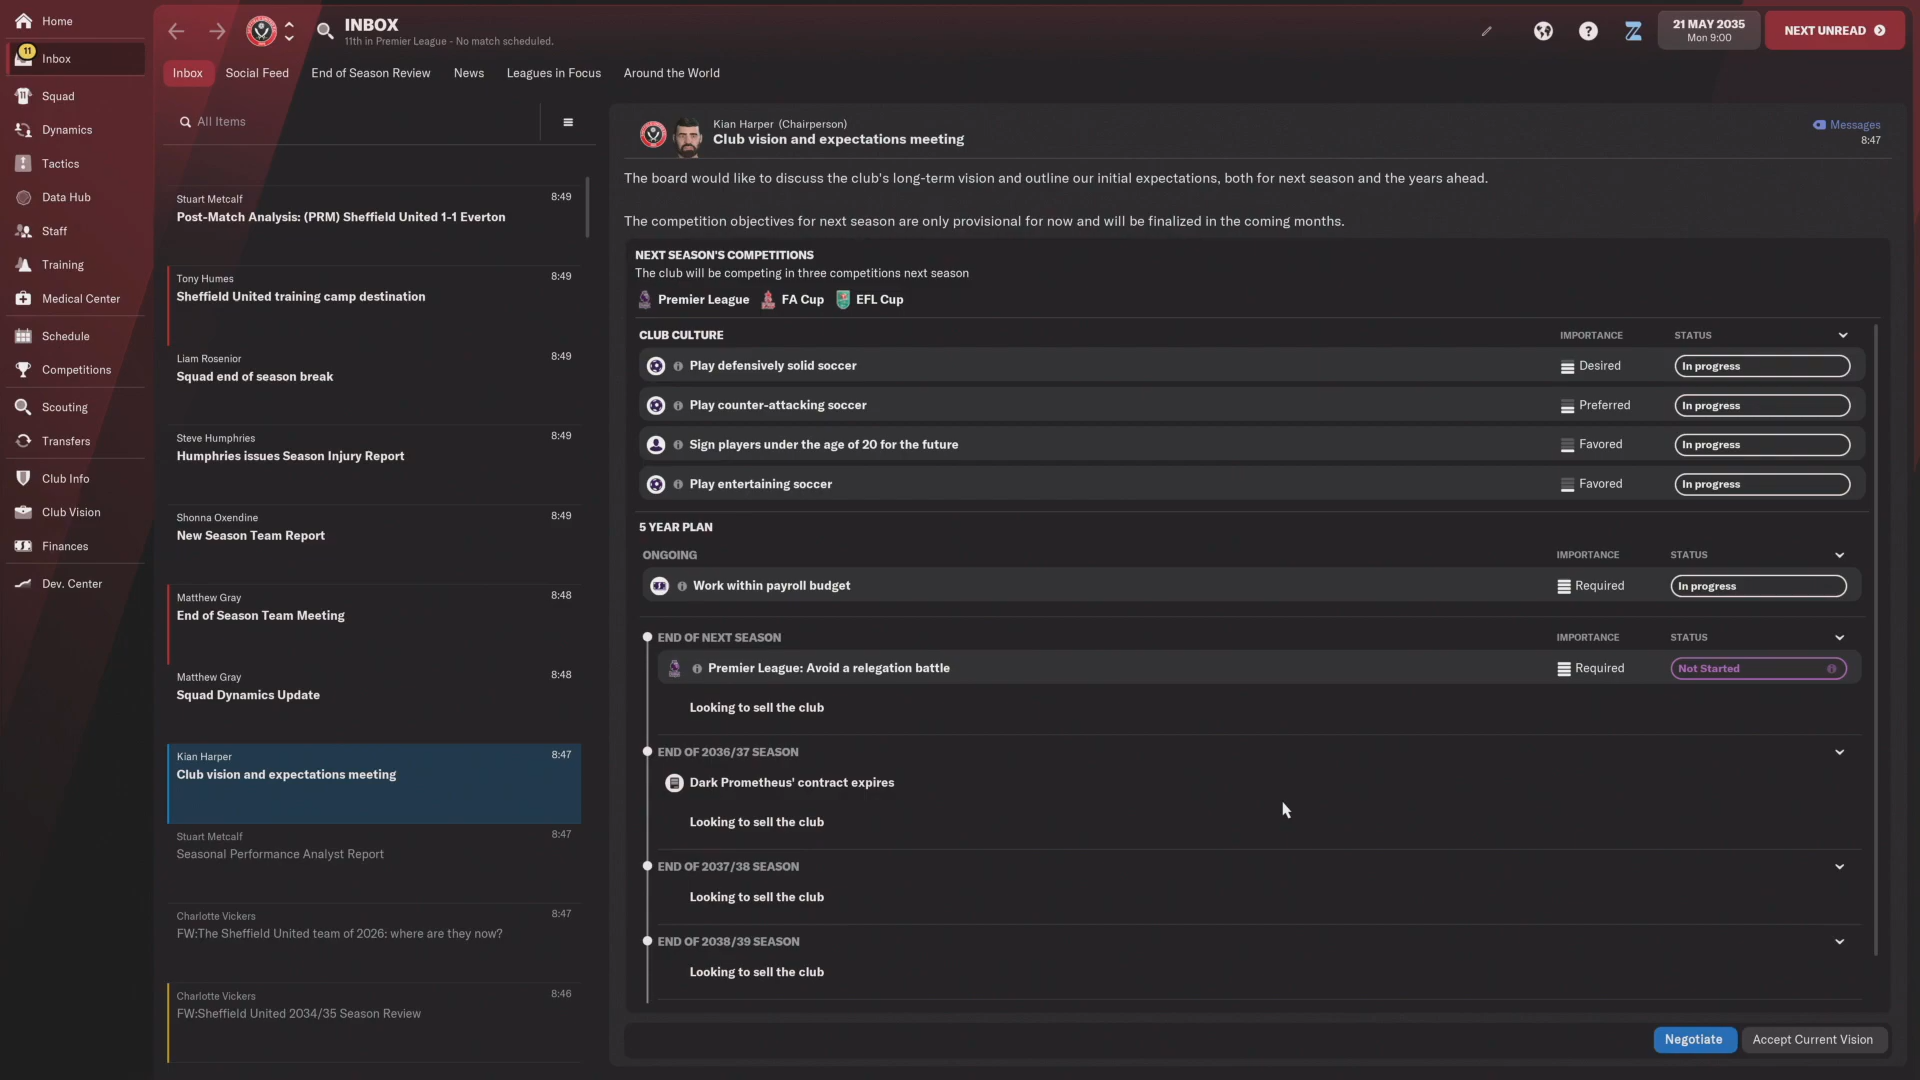 Home
11
Inbox
Squad
Dynamics
Tactics
Data Hub
Staff
Training
Medical Center
Schedule
Competitions
Scouting
Transfers
Club Info
Club Vision
Finances
Dev. Center
INBOX
11th in Premier League - No match scheduled.
21 MAY 2035
Mon 9:00
NEXT UNREAD
Inbox
Social Feed
End of Season Review
News
Leagues in Focus
Around the World
All Items
Stuart Metcalf
8:49
Post-Match Analysis: (PRM) Sheffield United 1-1 Everton
Tony Humes
8:49
Sheffield United training camp destination
Liam Rosenior
8:49
Squad end of season break
Steve Humphries
8:49
Humphries issues Season Injury Report
Shonna Oxendine
8:49
New Season Team Report
Matthew Gray
8:48
End of Season Team Meeting
Matthew Gray
8:48
Squad Dynamics Update
Kian Harper
8:47
Club vision and expectations meeting
Stuart Metcalf
8:47
Seasonal Performance Analyst Report
Charlotte Vickers
8:47
FW:The Sheffield United team of 2026: where are they now?
Charlotte Vickers
8:46
FW:Sheffield United 2034/35 Season Review
Kian Harper (Chairperson)
Club vision and expectations meeting
Messages
8:47
The board would like to discuss the club's long-term vision and outline our initial expectations, both for next season and the years ahead.
The competition objectives for next season are only provisional for now and will be finalized in the coming months.
NEXT SEASON'S COMPETITIONS
The club will be competing in three competitions next season
Premier League
FA Cup
EFL Cup
CLUB CULTURE
IMPORTANCE
STATUS
Play defensively solid soccer
Desired
In progress
Play counter-attacking soccer
Preferred
In progress
Sign players under the age of 20 for the future
Favored
In progress
Play entertaining soccer
Favored
In progress
5 YEAR PLAN
ONGOING
IMPORTANCE
STATUS
Work within payroll budget
Required
In progress
END OF NEXT SEASON
IMPORTANCE
STATUS
Premier League: Avoid a relegation battle
Required
Not Started
Looking to sell the club
END OF 2036/37 SEASON
Dark Prometheus' contract expires
Looking to sell the club
END OF 2037/38 SEASON
Looking to sell the club
END OF 2038/39 SEASON
Looking to sell the club
Negotiate
Accept Current Vision